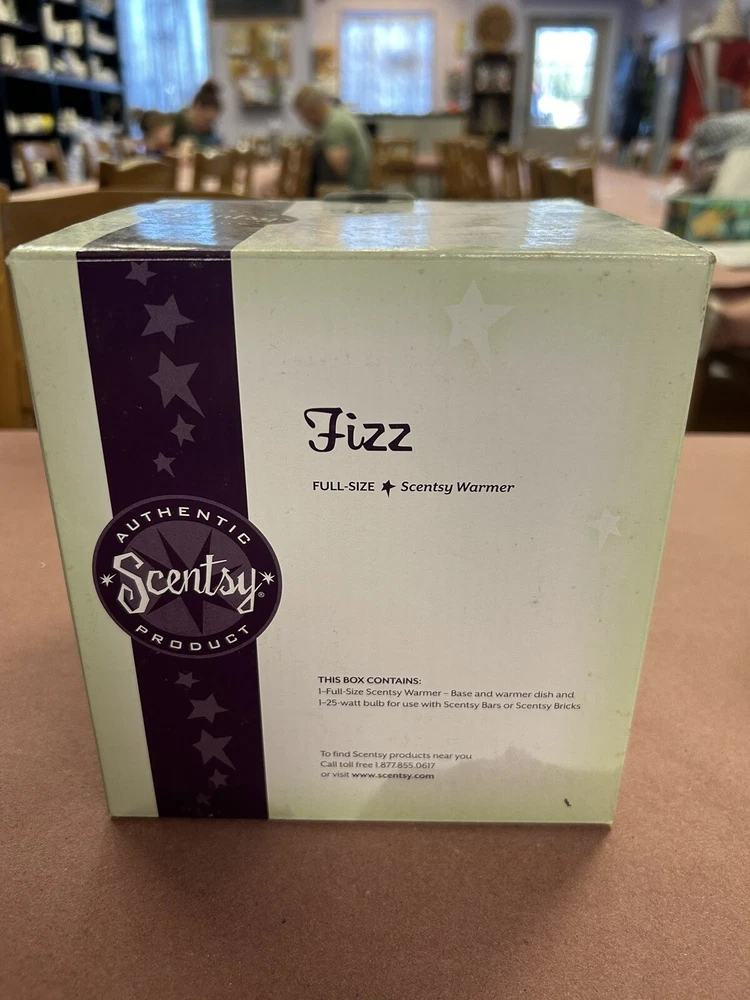 Fizz
FULL-SIZE ★ Scentsy Warmer
AUTHENTIC
Scentsy®
PRODUCT
THIS BOX CONTAINS:
1-Full-Size Scentsy Warmer – Base and warmer dish and
1-25-watt bulb for use with Scentsy Bars or Scentsy Bricks
To find Scentsy products near you
Call toll free 1.877.855.0617
or visit www.scentsy.com